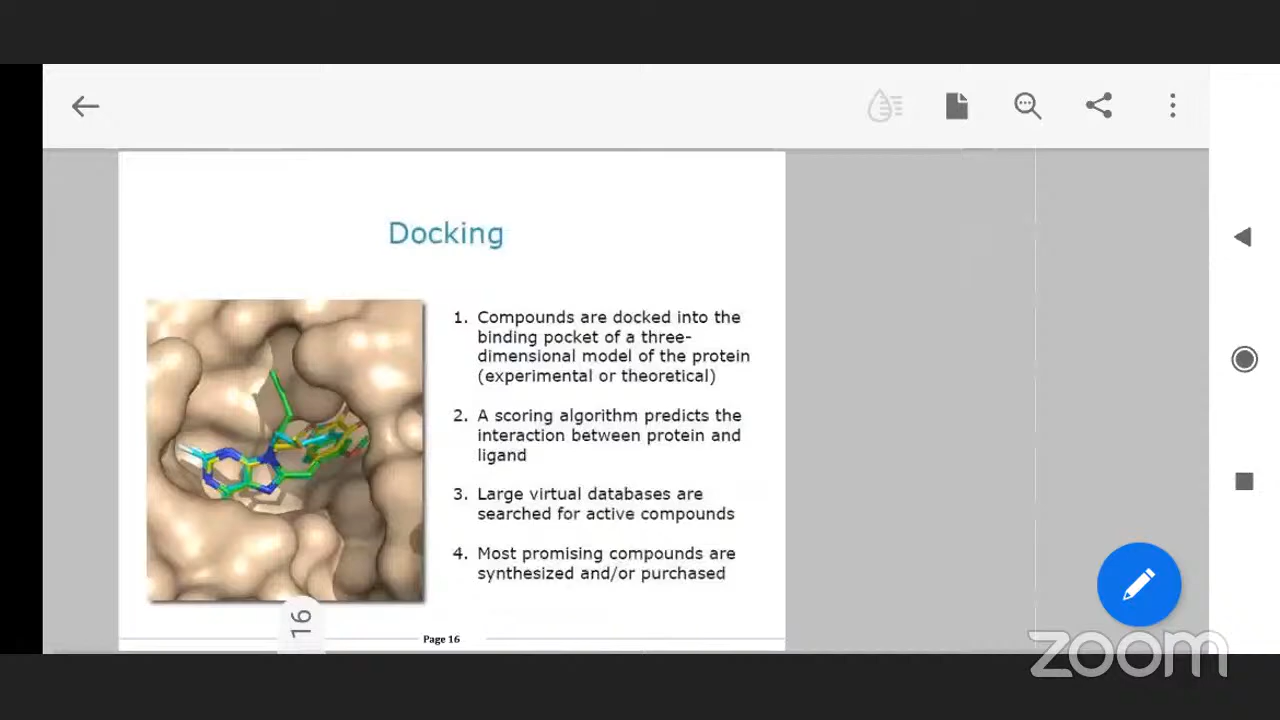 Docking
1. Compounds are docked into the
binding pocket of a three-
dimensional model of the protein
(experimental or theoretical)
2. A scoring algorithm predicts the
interaction between protein and
ligand
3. Large virtual databases are
searched for active compounds
4. Most promising compounds are
synthesized and/or purchased
16
Page 16
zoom